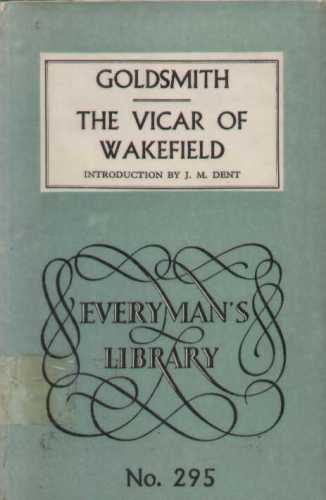 GOLDSMITH
THE VICAR OF
WAKEFIELD
INTRODUCTION BY J. M. DENT
EVERYMAN'S
LIBRARY
No. 295